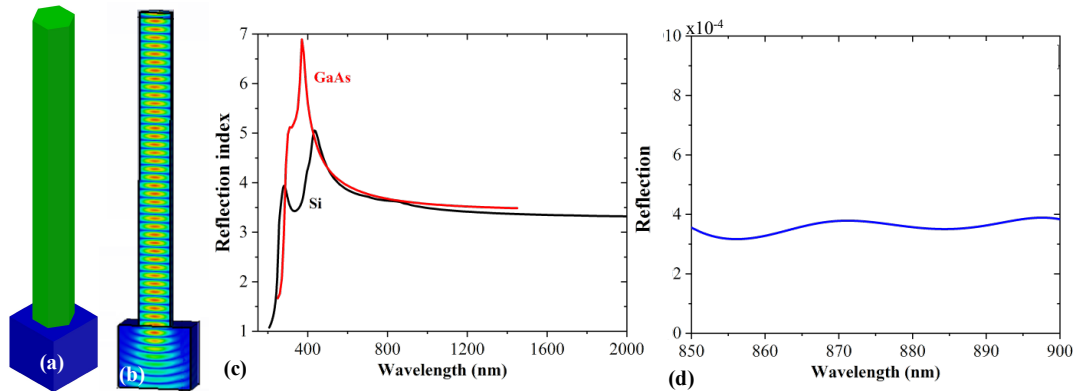 (a)
(b)
(c)
Reflection index
7
6
5
4
3
2
1
GaAs
Si
400 800 1200 1600 2000
Wavelength (nm)
(d)
x10-4
Reflection
10
8
6
4
2
0
850 860 870 880 890 900
Wavelength (nm)